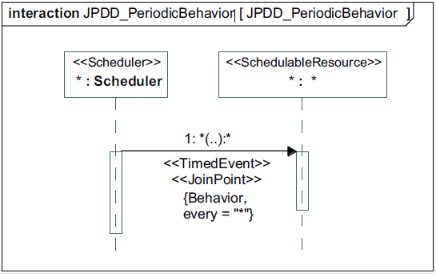 interaction JPDD_PeriodicBehavior [ JPDD_PeriodicBehavior ]
<<Scheduler>>
* : Scheduler
<<SchedulableResource>>
* : *
1: *(..):*
<<TimedEvent>>
<<JoinPoint>>
{Behavior,
every = "*"}